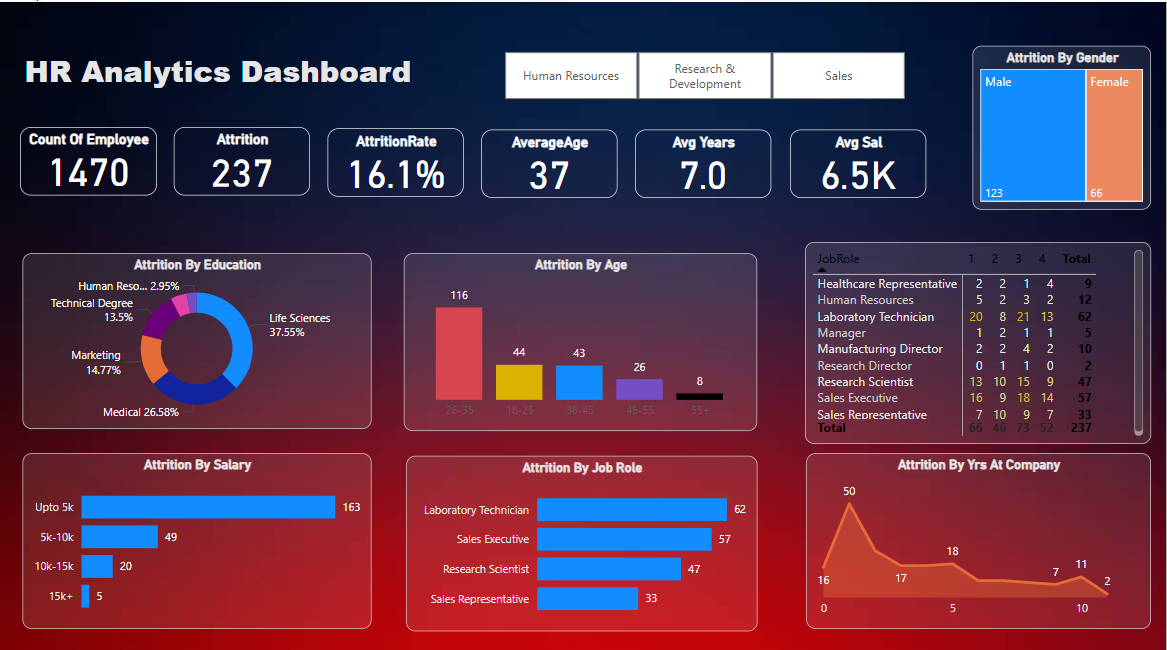 HR Analytics Dashboard
Human Resources
Research &
Development
Sales
Attrition By Gender
Male
Female
123
66
Count Of Employee
1470
Attrition
237
AttritionRate
16.1%
AverageAge
37
Avg Years
7.0
Avg Sal
6.5K
Attrition By Education
Human Reso... 2.95%
Technical Degree
13.5%
Life Sciences
37.55%
Marketing
14.77%
Medical 26.58%
Attrition By Age
116
44
43
26
8
26-35 18-25 36-45 46-55 55+
JobRole 1 2 3 4 Total
Healthcare Representative 2 2 1 4 9
Human Resources 5 2 3 2 12
Laboratory Technician 20 8 21 13 62
Manager 1 2 1 1 5
Manufacturing Director 2 2 4 2 10
Research Director 0 1 1 0 2
Research Scientist 13 10 15 9 47
Sales Executive 16 9 18 14 57
Sales Representative 7 10 9 7 33
Total 66 46 73 52 237
Attrition By Salary
Upto 5k 163
5k-10k 49
10k-15k 20
15k+ 5
Attrition By Job Role
Laboratory Technician 62
Sales Executive 57
Research Scientist 47
Sales Representative 33
Attrition By Yrs At Company
50
18
16
17
7
11
2
0 5 10